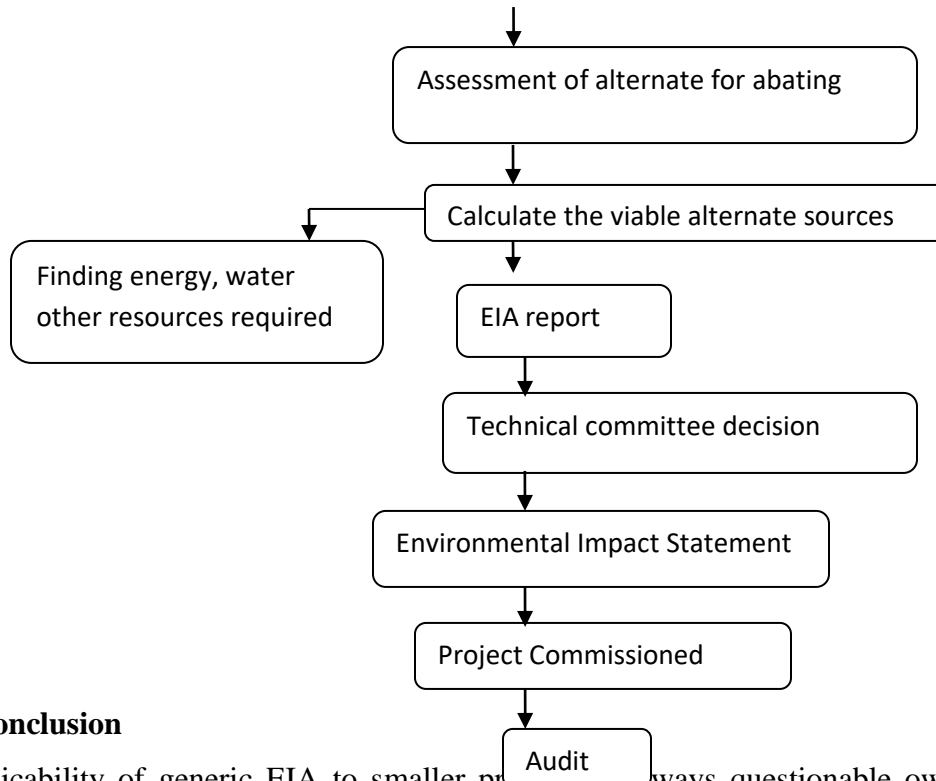 Assessment of alternate for abating
Calculate the viable alternate sources
Finding energy, water
other resources required
EIA report
Technical committee decision
Environmental Impact Statement
Project Commissioned
Audit
onclusion
icability of generic EIA to smaller pr ways questionable ov